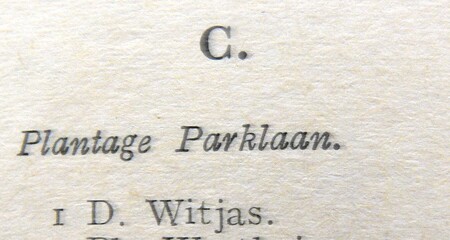 C.
Plantage Parklaan.
1 D. Witjas.